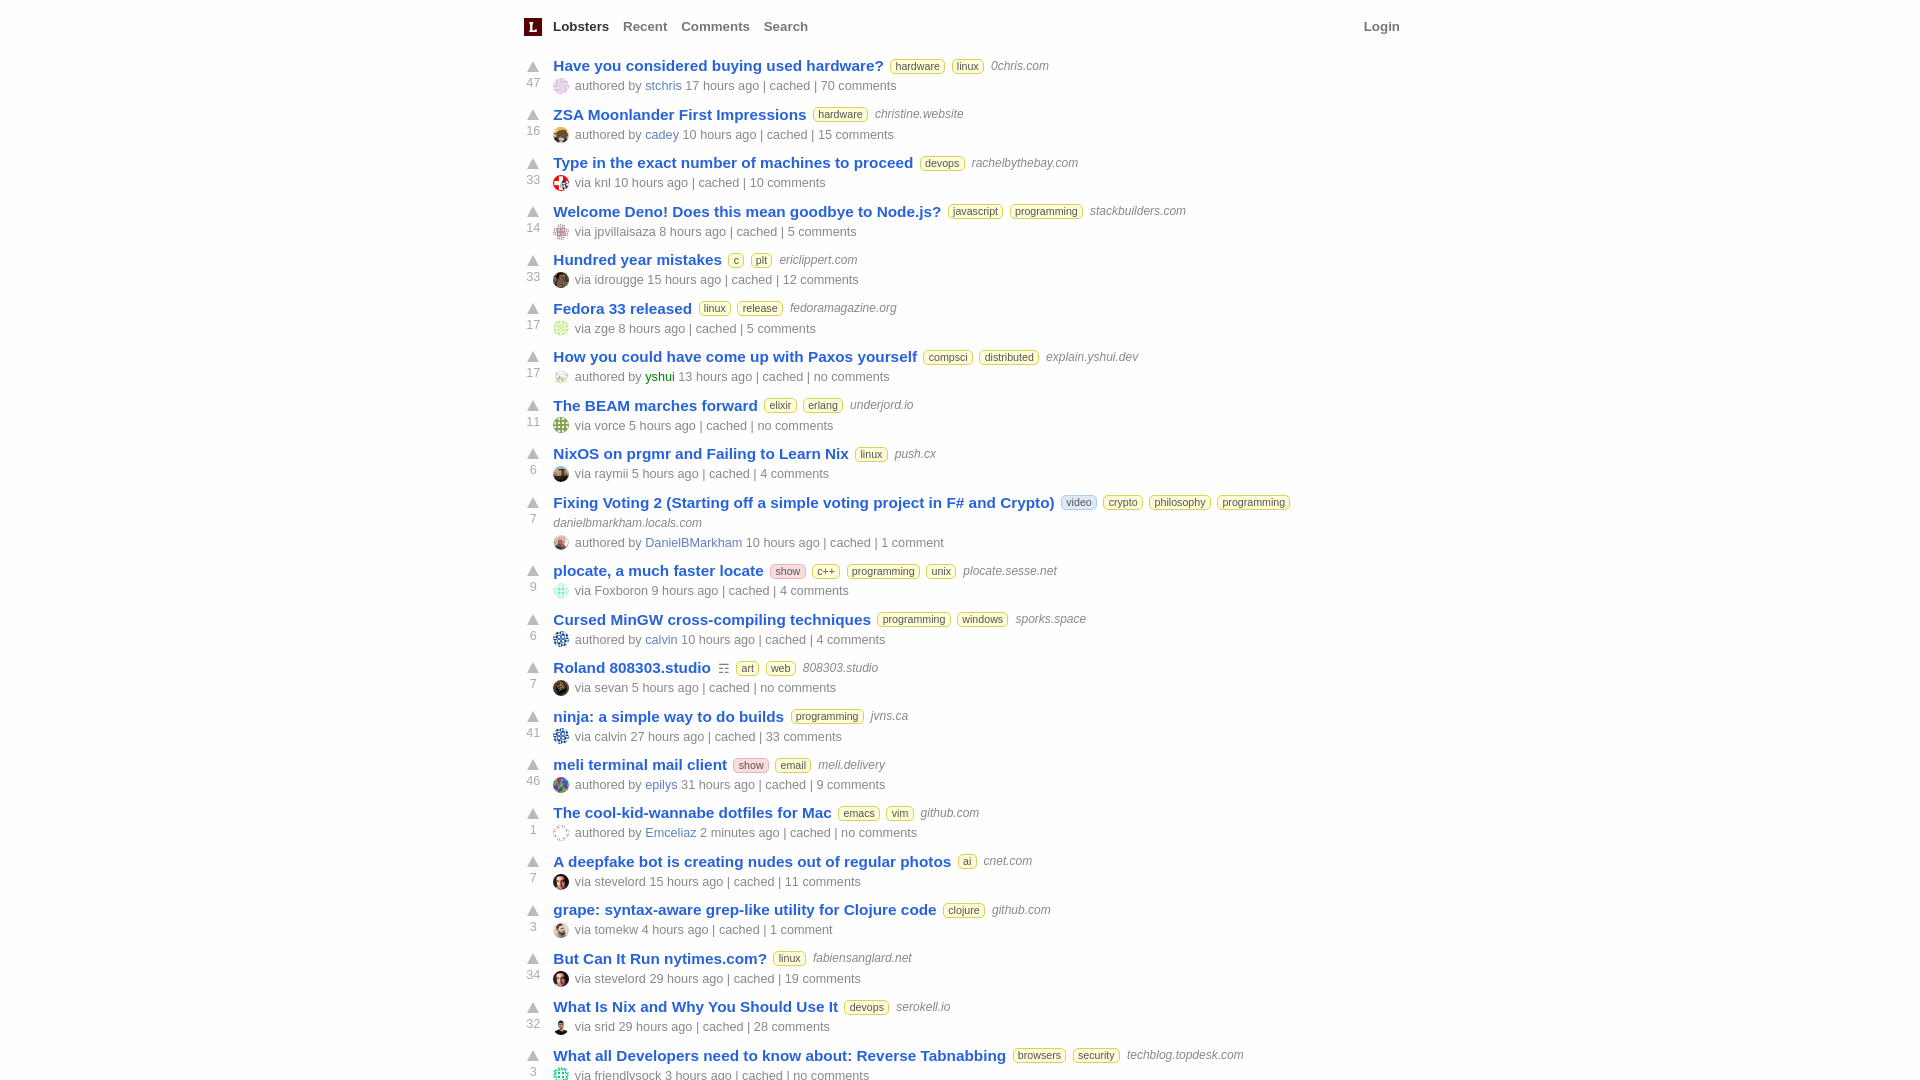 L Lobsters Recent Comments Search Login
Have you considered buying used hardware? hardware linux 0chris.com
47 authored by stchris 17 hours ago | cached | 70 comments
ZSA Moonlander First Impressions hardware christine.website
16 authored by cadey 10 hours ago | cached | 15 comments
Type in the exact number of machines to proceed devops rachelbythebay.com
33 via knl 10 hours ago | cached | 10 comments
Welcome Deno! Does this mean goodbye to Node.js? javascript programming stackbuilders.com
14 via jpvillaisaza 8 hours ago | cached | 5 comments
Hundred year mistakes c plt ericlippert.com
33 via idrougge 15 hours ago | cached | 12 comments
Fedora 33 released linux release fedoramagazine.org
17 via zge 8 hours ago | cached | 5 comments
How you could have come up with Paxos yourself compsci distributed explain.yshui.dev
17 authored by yshui 13 hours ago | cached | no comments
The BEAM marches forward elixir erlang underjord.io
11 via vorce 5 hours ago | cached | no comments
NixOS on prgmr and Failing to Learn Nix linux push.cx
6 via raymii 5 hours ago | cached | 4 comments
Fixing Voting 2 (Starting off a simple voting project in F# and Crypto) video crypto philosophy programming
7 danielbmarkham.locals.com
authored by DanielBMarkham 10 hours ago | cached | 1 comment
plocate, a much faster locate show c++ programming unix plocate.sesse.net
9 via Foxboron 9 hours ago | cached | 4 comments
Cursed MinGW cross-compiling techniques programming windows sporks.space
6 authored by calvin 10 hours ago | cached | 4 comments
Roland 808303.studio ☶ art web 808303.studio
7 via sevan 5 hours ago | cached | no comments
ninja: a simple way to do builds programming jvns.ca
41 via calvin 27 hours ago | cached | 33 comments
meli terminal mail client show email meli.delivery
46 authored by epilys 31 hours ago | cached | 9 comments
The cool-kid-wannabe dotfiles for Mac emacs vim github.com
1 authored by Emceliaz 2 minutes ago | cached | no comments
A deepfake bot is creating nudes out of regular photos ai cnet.com
7 via stevelord 15 hours ago | cached | 11 comments
grape: syntax-aware grep-like utility for Clojure code clojure github.com
3 via tomekw 4 hours ago | cached | 1 comment
But Can It Run nytimes.com? linux fabiensanglard.net
34 via stevelord 29 hours ago | cached | 19 comments
What Is Nix and Why You Should Use It devops serokell.io
32 via srid 29 hours ago | cached | 28 comments
What all Developers need to know about: Reverse Tabnabbing browsers security techblog.topdesk.com
3 via friendlysock 3 hours ago | cached | no comments